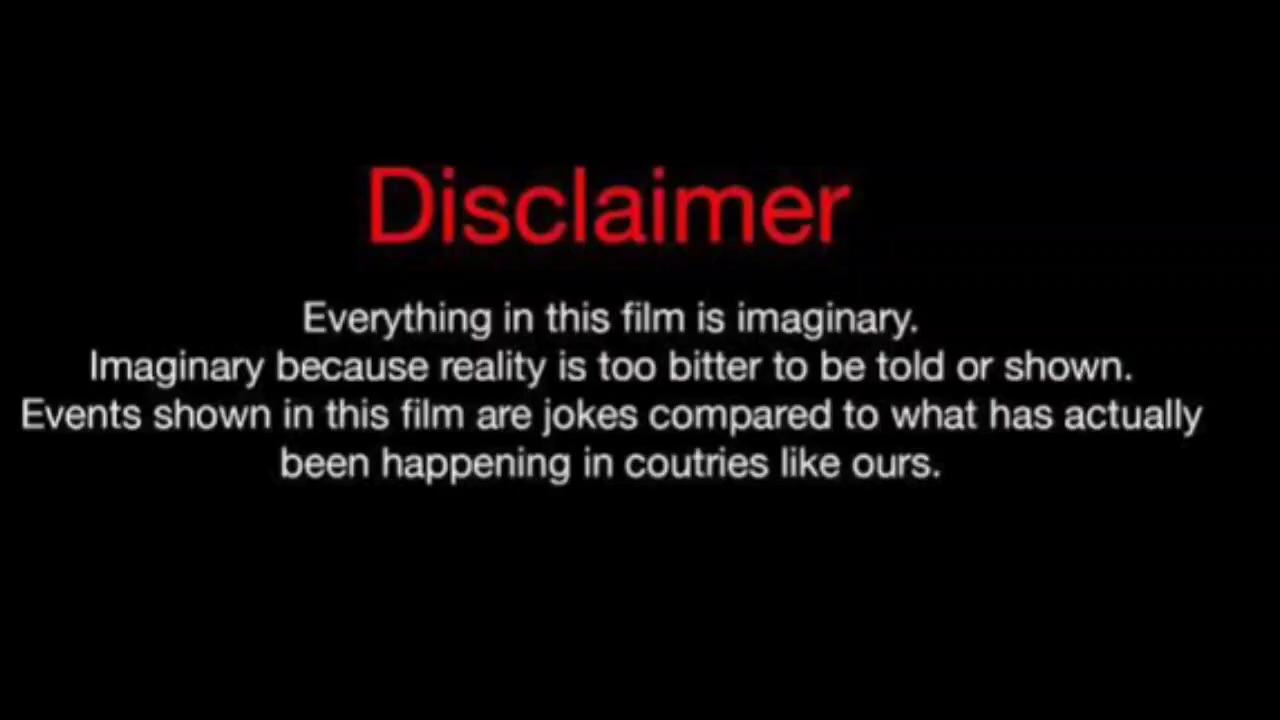 Disclaimer
Everything in this film is imaginary.
Imaginary because reality is too bitter to be told or shown.
Events shown in this film are jokes compared to what has actually
been happening in coutries like ours.